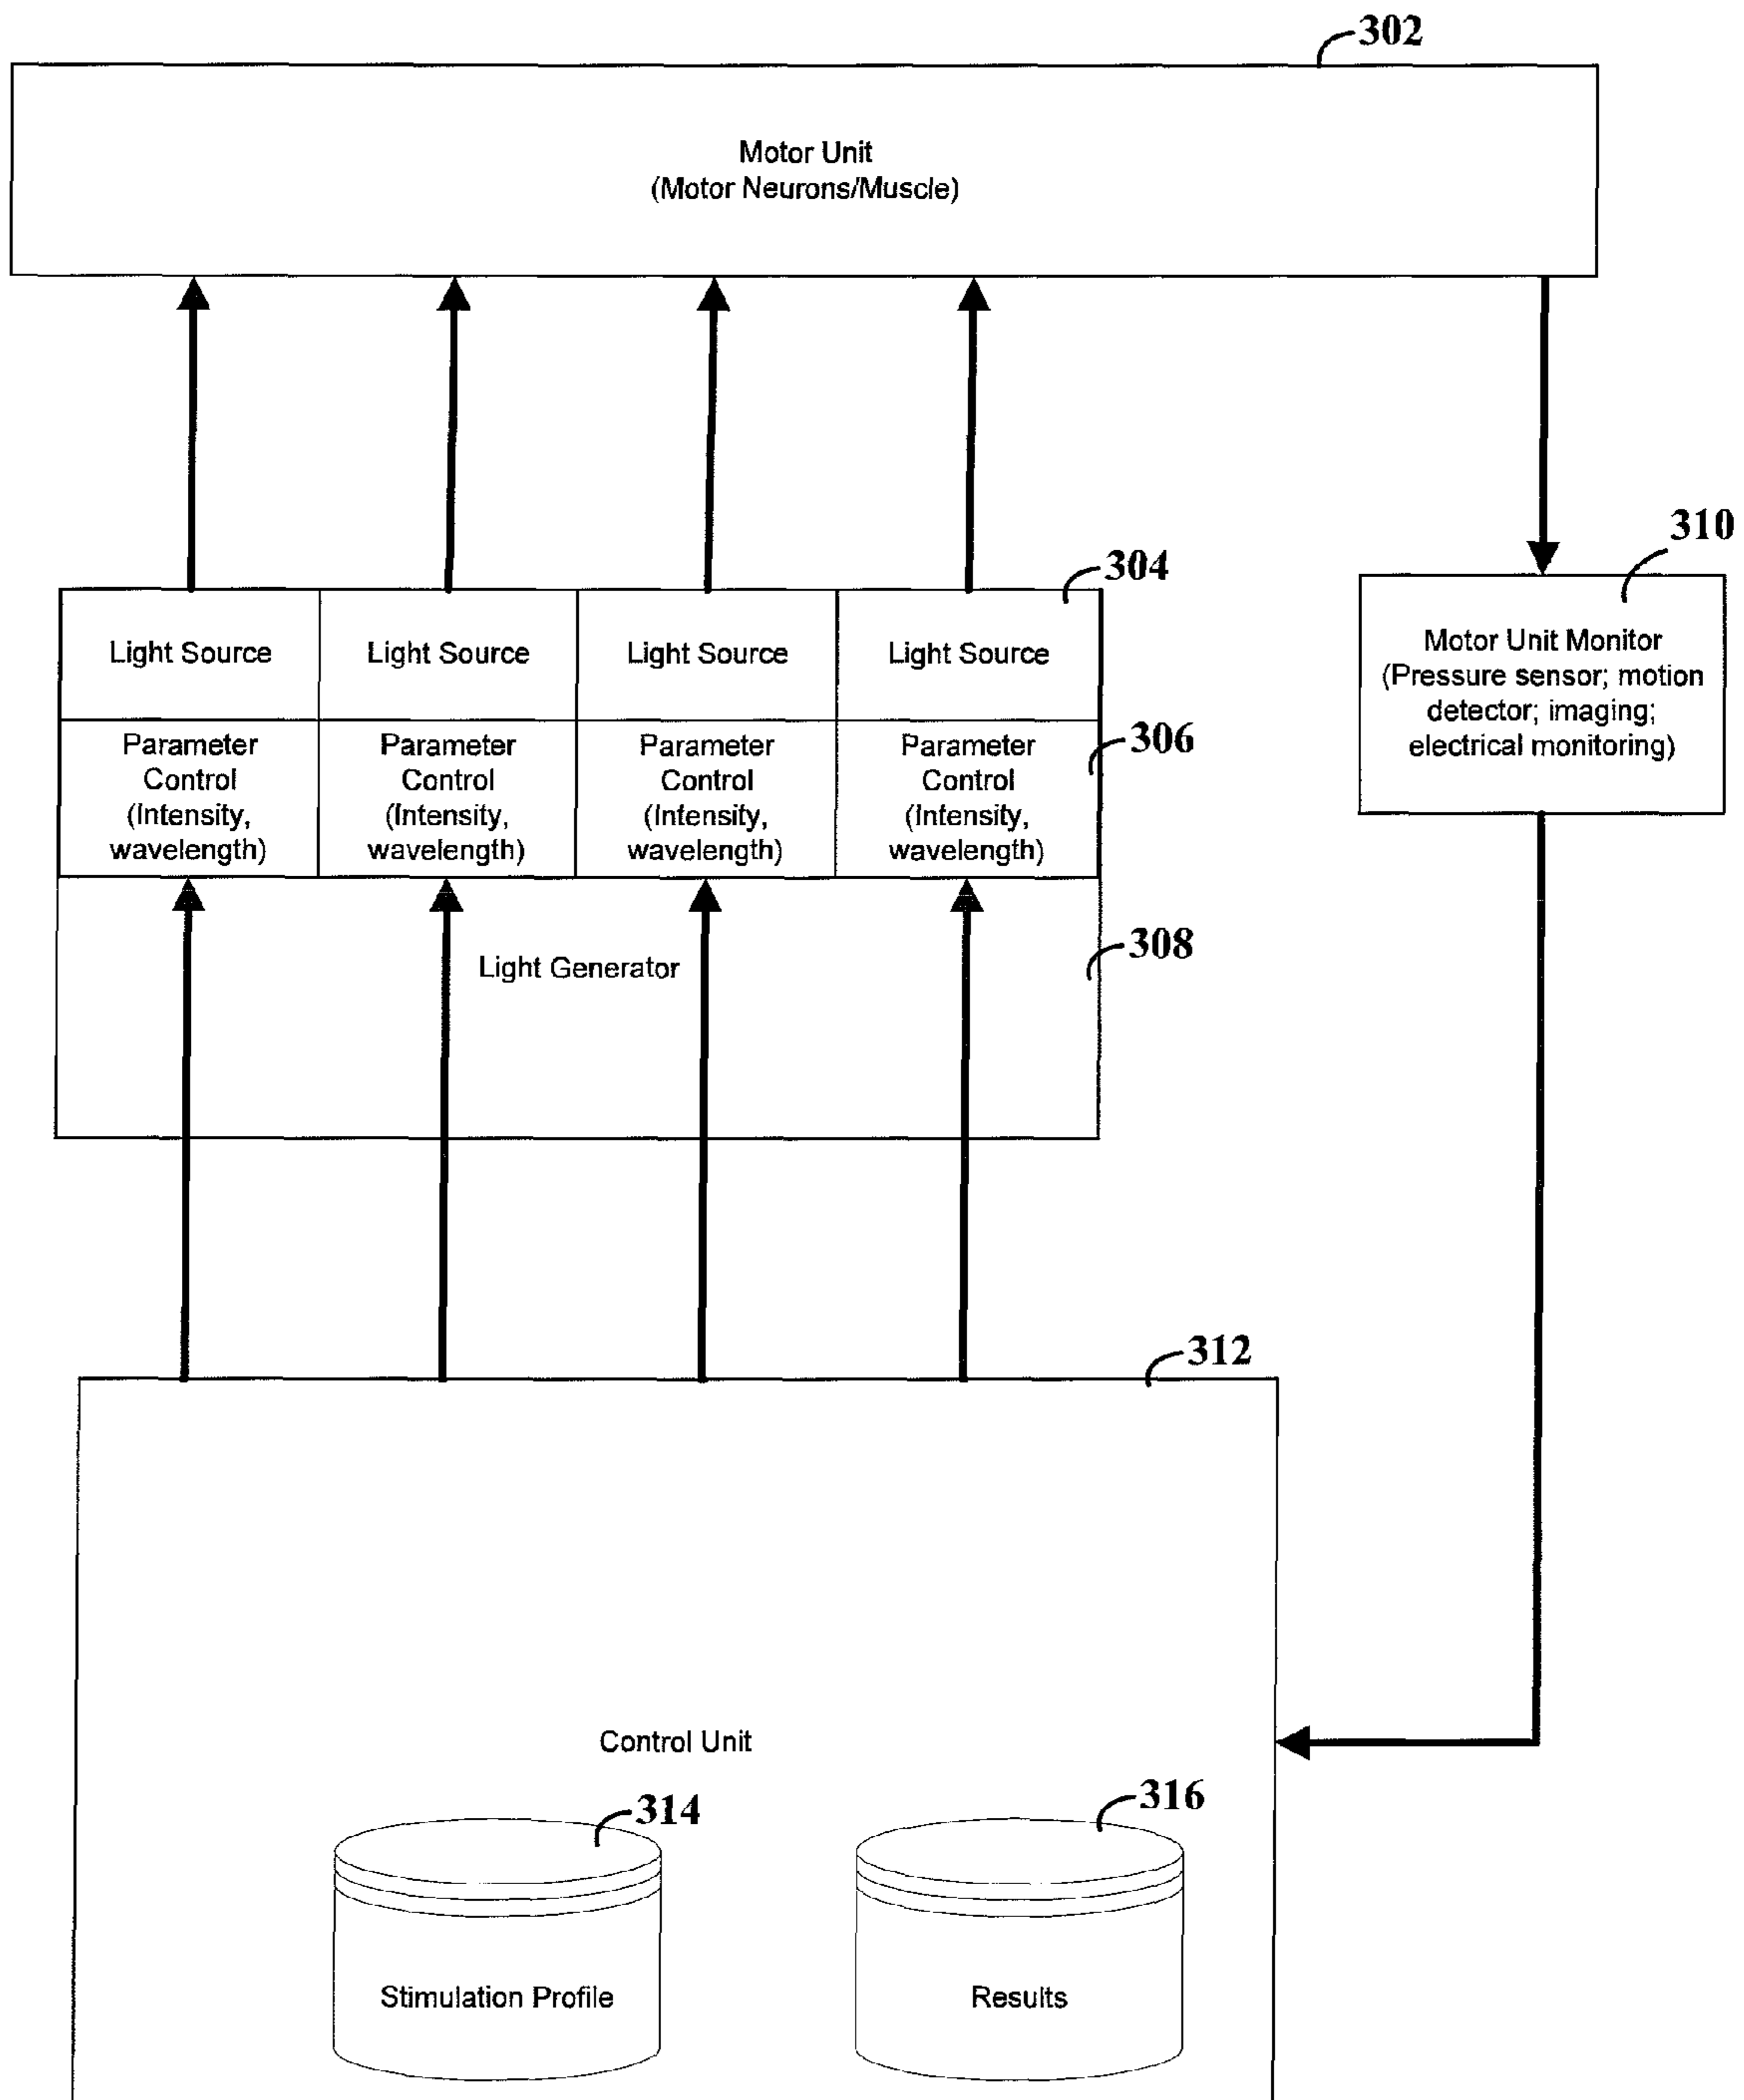 302
Motor Unit
(Motor Neurons/Muscle)
304
310
Light Source
Light Source
Light Source
Light Source
Motor Unit Monitor
(Pressure sensor; motion
detector; imaging;
electrical monitoring)
306
Parameter
Control
(Intensity,
wavelength)
Parameter
Control
(Intensity,
wavelength)
Parameter
Control
(Intensity,
wavelength)
Parameter
Control
(Intensity,
wavelength)
308
Light Generator
312
Control Unit
314
316
Stimulation Profile
Results